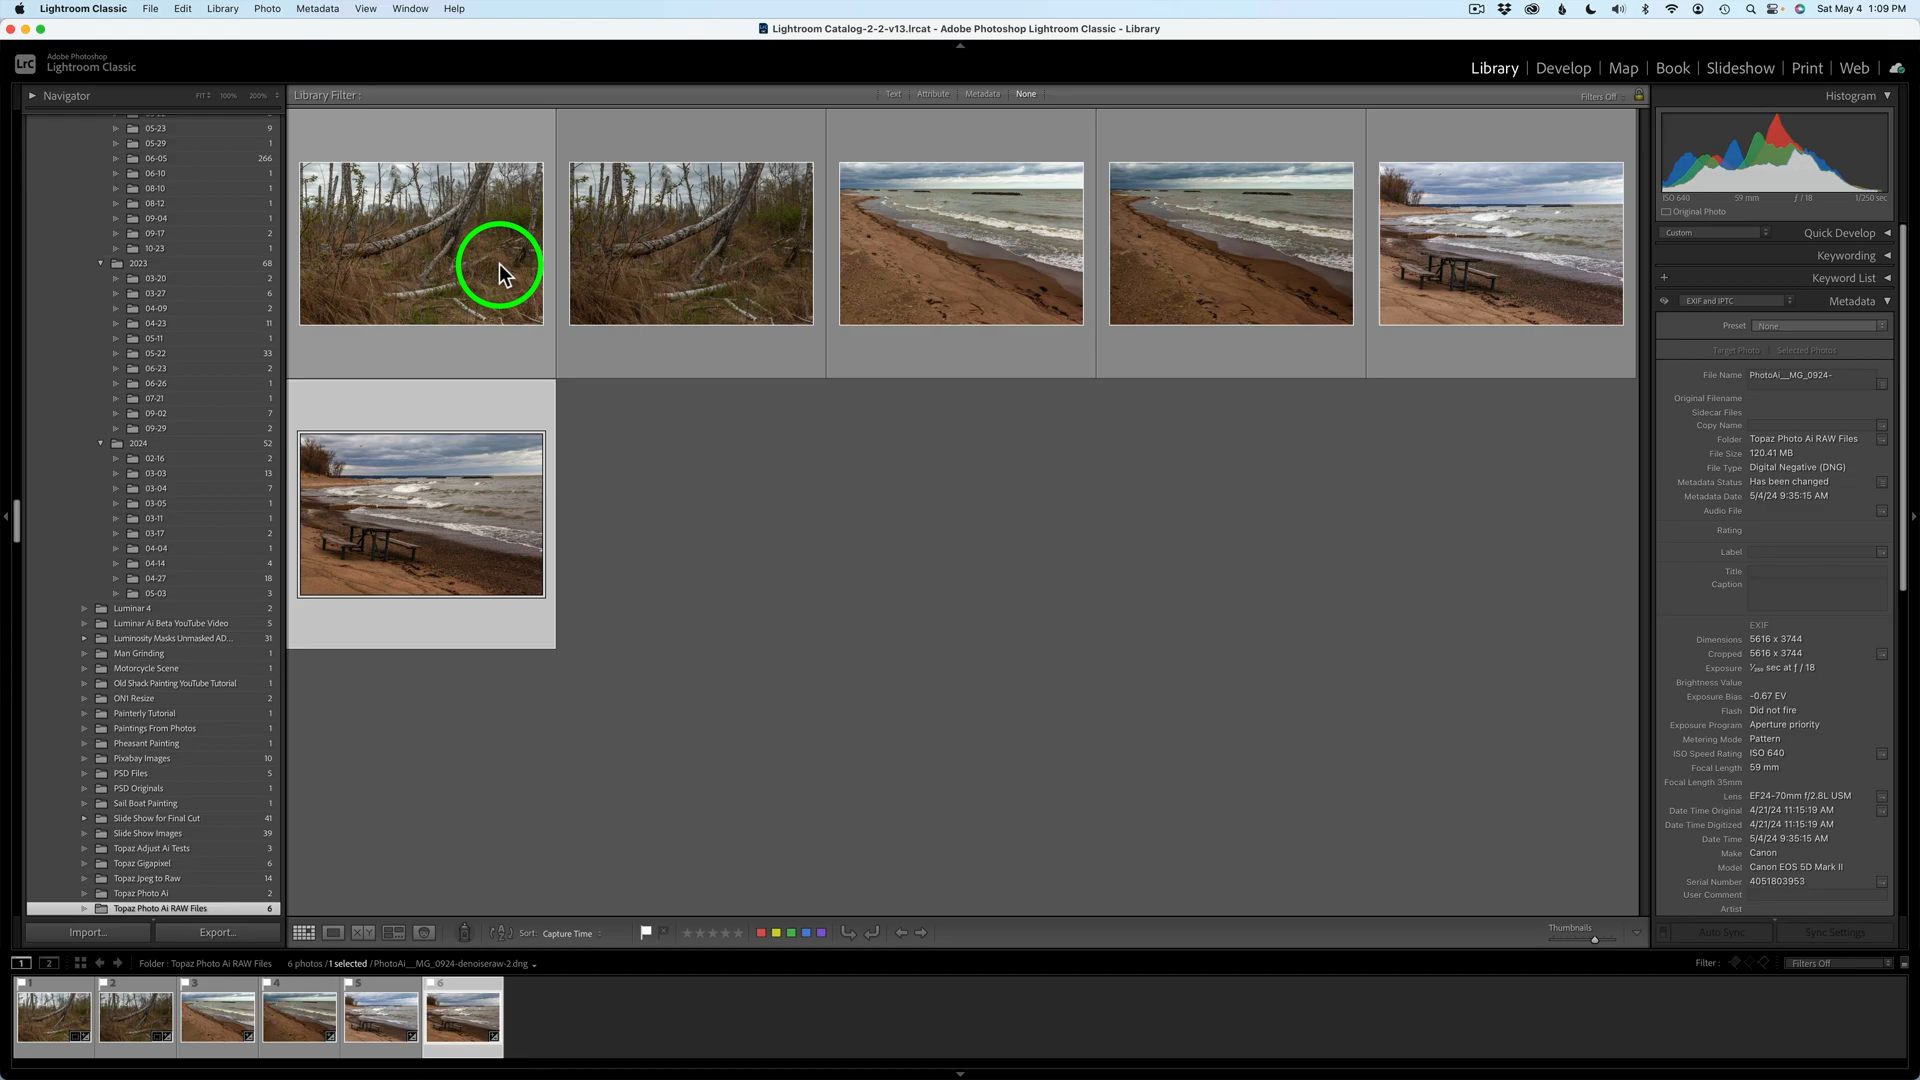 Lightroom Classic File Edit Library Photo Metadata View Window Help Sat May 4 1:09 PM
Lightroom Catalog-2-2-v13.lrcat - Adobe Photoshop Lightroom Classic - Library
LrC
Adobe Photoshop
Lightroom Classic
Library | Develop | Map | Book | Slideshow | Print | Web
Navigator FIT 100% 200%
05-23 9
05-29 1
06-05 266
06-10 1
08-10 1
08-12 1
09-04 1
09-17 2
10-23 1
2023 68
03-20 2
03-27 6
04-09 2
04-23 11
05-11 1
05-22 33
06-23 2
06-26 1
07-21 1
09-02 7
09-29 2
2024 52
02-16 2
03-03 13
03-04 7
03-05 1
03-11 1
03-17 2
04-04 1
04-14 4
04-27 18
05-03 3
Luminar 4 2
Luminar Ai Beta YouTube Video 5
Luminosity Masks Unmasked AD... 31
Man Grinding 1
Motorcycle Scene 1
Old Shack Painting YouTube Tutorial 1
ON1 Resize 2
Painterly Tutorial 1
Paintings From Photos 1
Pheasant Painting 1
Pixabay Images 10
PSD Files 5
PSD Originals 1
Sail Boat Painting 1
Slide Show for Final Cut 41
Slide Show Images 39
Topaz Adjust Ai Tests 3
Topaz Gigapixel 6
Topaz Jpeg to Raw 14
Topaz Photo Ai 2
Topaz Photo Ai RAW Files 6
Import... Export...
Library Filter : Text Attribute Metadata None Filters Off
Histogram
ISO 640 59 mm ƒ / 18 1/250 sec
Original Photo
Custom Quick Develop
Keywording
+ Keyword List
EXIF and IPTC Metadata
Preset None
Target Photo Selected Photos
File Name PhotoAi__MG_0924-
Original Filename
Sidecar Files
Copy Name
Folder Topaz Photo Ai RAW Files
File Size 120.41 MB
File Type Digital Negative (DNG)
Metadata Status Has been changed
Metadata Date 5/4/24 9:35:15 AM
Audio File
Rating
Label
Title
Caption
EXIF
Dimensions 5616 x 3744
Cropped 5616 x 3744
Exposure 1/250 sec at ƒ / 18
Brightness Value
Exposure Bias -0.67 EV
Flash Did not fire
Exposure Program Aperture priority
Metering Mode Pattern
ISO Speed Rating ISO 640
Focal Length 59 mm
Focal Length 35mm
Lens EF24-70mm f/2.8L USM
Date Time Original 4/21/24 11:15:19 AM
Date Time Digitized 4/21/24 11:15:19 AM
Date Time 5/4/24 9:35:15 AM
Make Canon
Model Canon EOS 5D Mark II
Serial Number 4051803953
User Comment
Artist
Auto Sync Sync Settings
Sort: Capture Time Thumbnails
1 2 Folder : Topaz Photo Ai RAW Files 6 photos / 1 selected / PhotoAi__MG_0924-denoiseraw-2.dng Filter : Filters Off
1 2 3 4 5 6